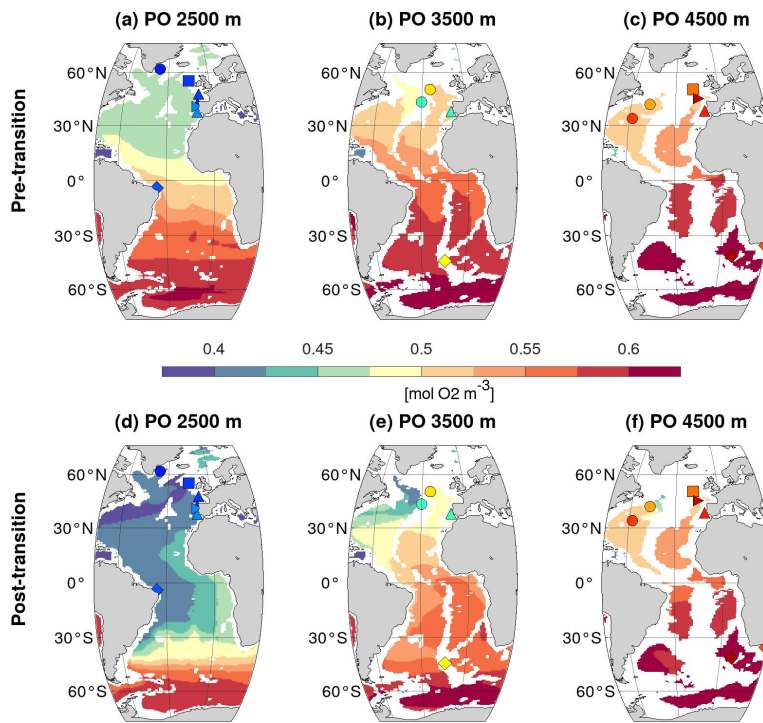 (a) PO 2500 m (b) PO 3500 m (c) PO 4500 m
Pre-transition
60°N 60°N 60°N
30°N 30°N 30°N
0° 0° 0°
30°S 30°S 30°S
60°S 60°S 60°S
0.4 0.45 0.5 0.55 0.6
[mol O2 m-3]
(d) PO 2500 m (e) PO 3500 m (f) PO 4500 m
Post-transition
60°N 60°N 60°N
30°N 30°N 30°N
0° 0° 0°
30°S 30°S 30°S
60°S 60°S 60°S